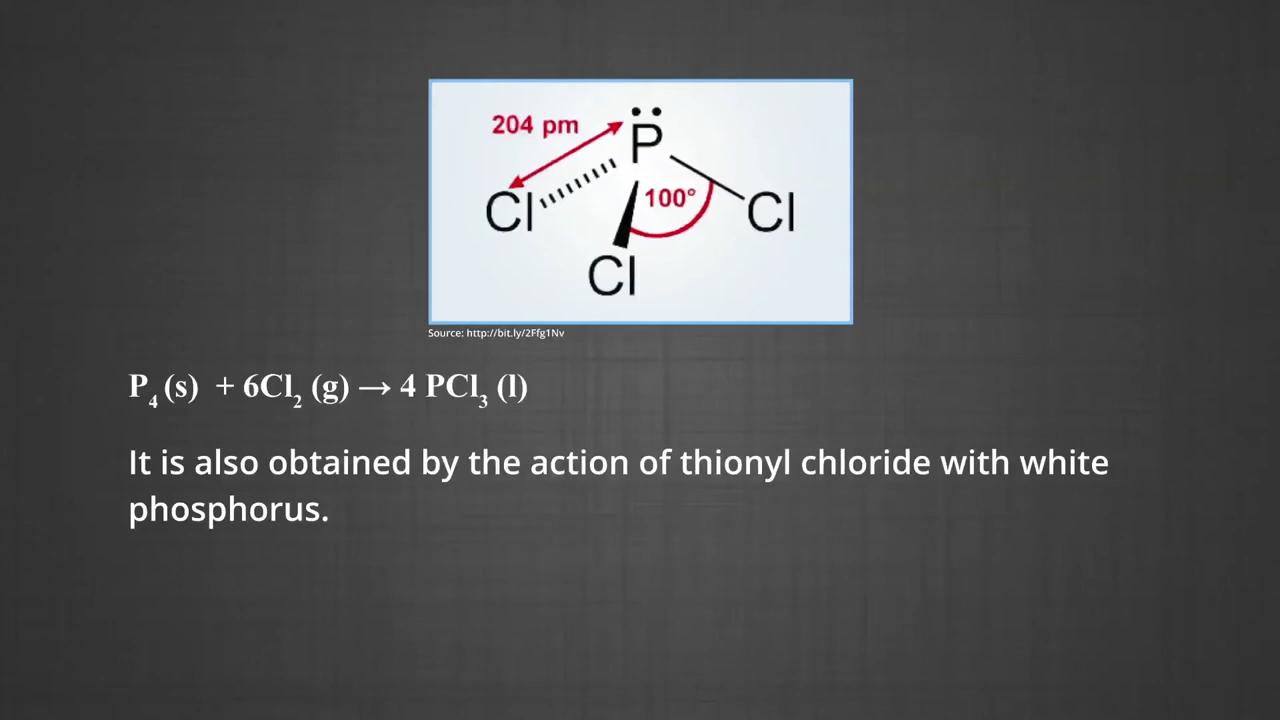 204 pm
P
Cl
100°
Cl
Cl
Source: http://bit.ly/2Ffg1Nv
P₄ (s) + 6Cl₂ (g) → 4 PCl₃ (l)
It is also obtained by the action of thionyl chloride with white
phosphorus.